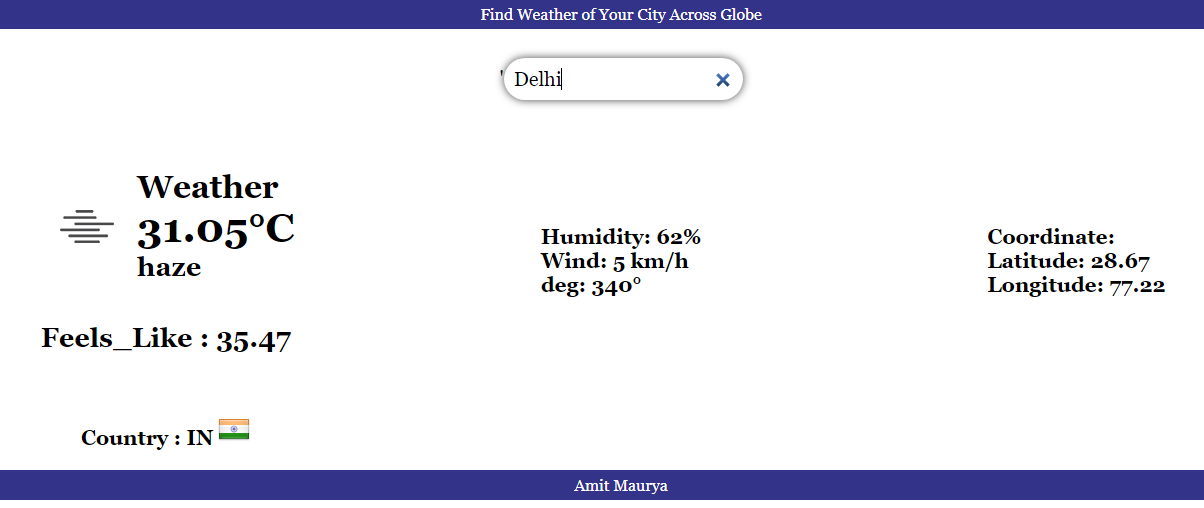 Find Weather of Your City Across Globe
' Delhi ×
Weather
31.05°C
haze
Feels_Like : 35.47
Country : IN
Humidity: 62%
Wind: 5 km/h
deg: 340°
Coordinate:
Latitude: 28.67
Longitude: 77.22
Amit Maurya